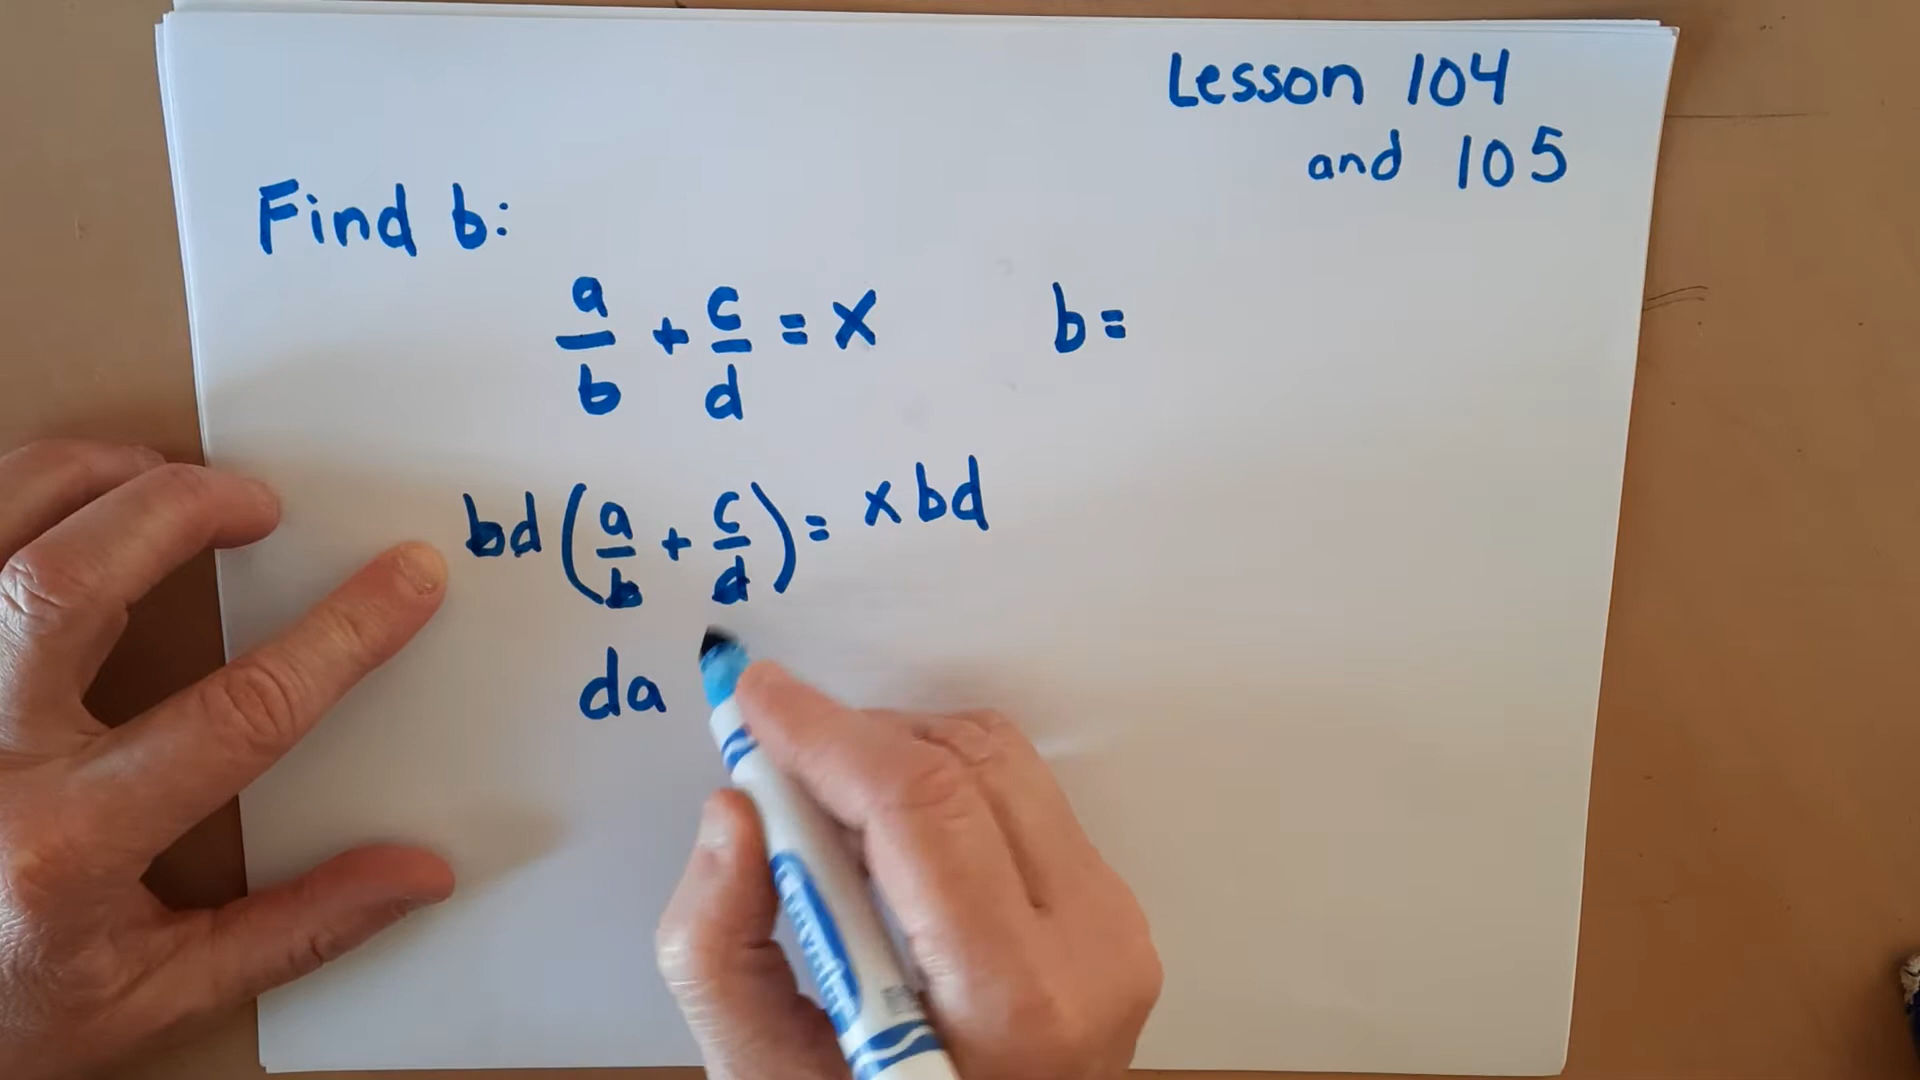 Lesson 104
and 105
Find b:
a/b + c/d = x    b =
bd(a/b + c/d) = xbd
da